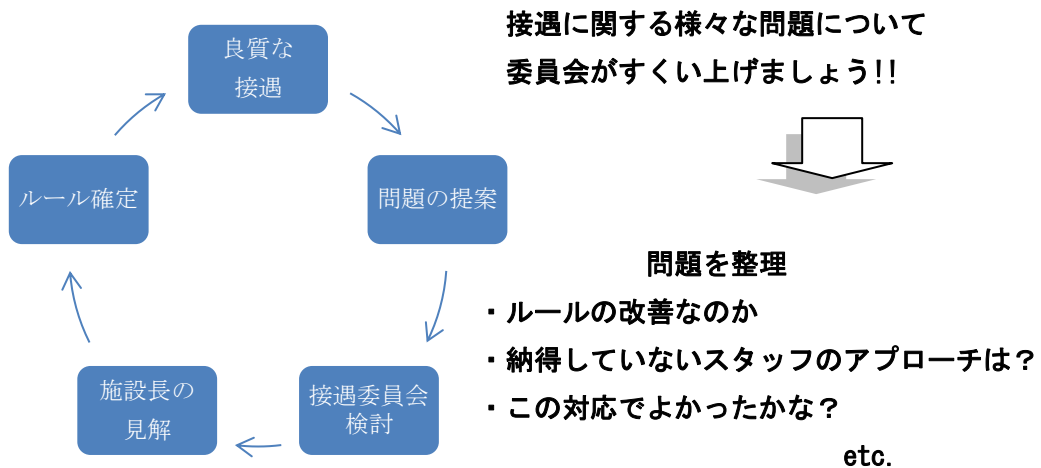 良質な
接遇
問題の提案
接遇委員会
検討
施設長の
見解
ルール確定
接遇に関する様々な問題について
委員会がすくい上げましょう!!
問題を整理
・ルールの改善なのか
・納得していないスタッフのアプローチは？
・この対応でよかったかな？
etc.